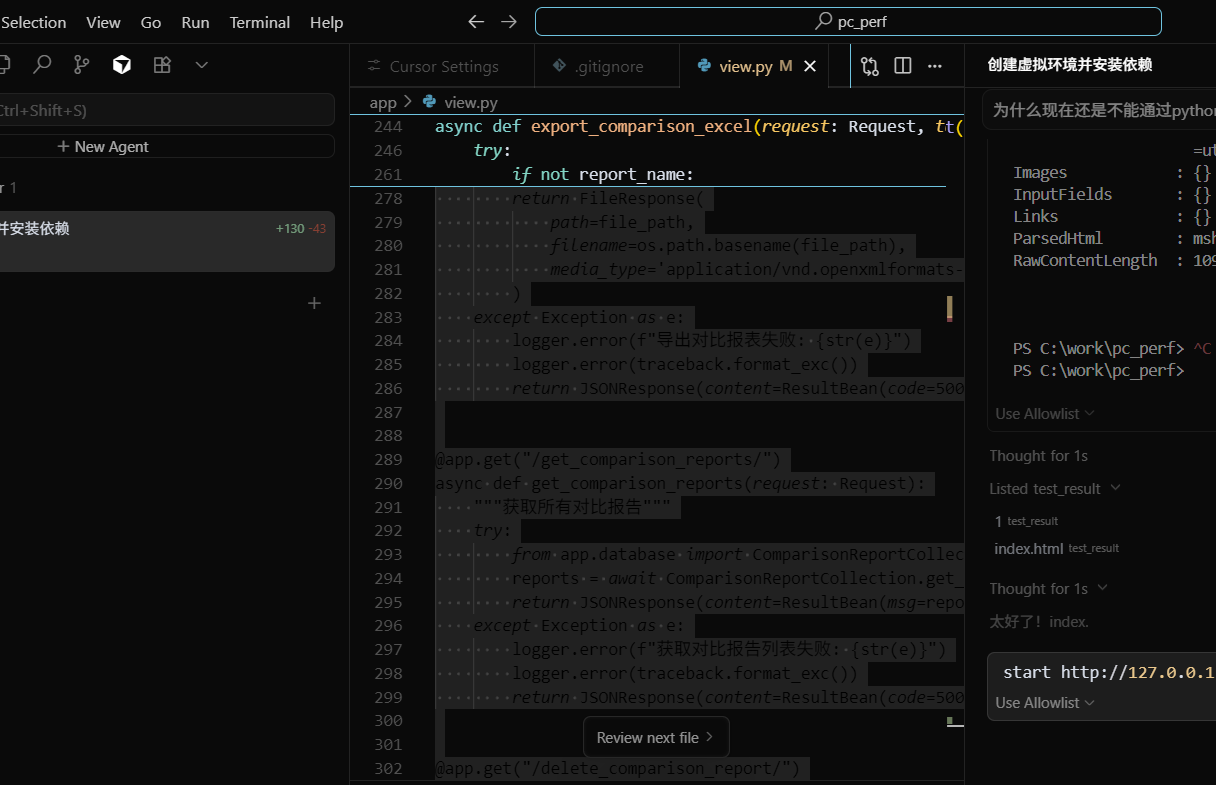 Selection View Go Run Terminal Help
pc_perf
Ctrl+Shift+S)
+ New Agent
1
并安装依赖 +130 -43
Cursor Settings
.gitignore
view.py M
app > view.py
244 async def export_comparison_excel(request: Request, tt(
246 try:
261 if not report_name:
278 return FileResponse(
279 path=file_path,
280 filename=os.path.basename(file_path),
281 media_type='application/vnd.openxmlformats-
282 )
283 except Exception as e:
284 logger.error(f"导出对比报表失败: {str(e)}")
285 logger.error(traceback.format_exc())
286 return JSONResponse(content=ResultBean(code=500
287
288
289 @app.get("/get_comparison_reports/")
290 async def get_comparison_reports(request: Request):
291 """获取所有对比报告"""
292 try:
293 from app.database import ComparisonReportCollec
294 reports = await ComparisonReportCollection.get_
295 return JSONResponse(content=ResultBean(msg=repo
296 except Exception as e:
297 logger.error(f"获取对比报告列表失败: {str(e)}")
298 logger.error(traceback.format_exc())
299 return JSONResponse(content=ResultBean(code=500
300
301
302 @app.get("/delete_comparison_report/")
Review next file >
创建虚拟环境并安装依赖
为什么现在还是不能通过python
=ut
Images : {}
InputFields : {}
Links : {}
ParsedHtml : msh
RawContentLength : 109
PS C:\work\pc_perf> ^C
PS C:\work\pc_perf>
Use Allowlist
Thought for 1s
Listed test_result
1 test_result
index.html test_result
Thought for 1s
太好了！index.
start http://127.0.0.1
Use Allowlist